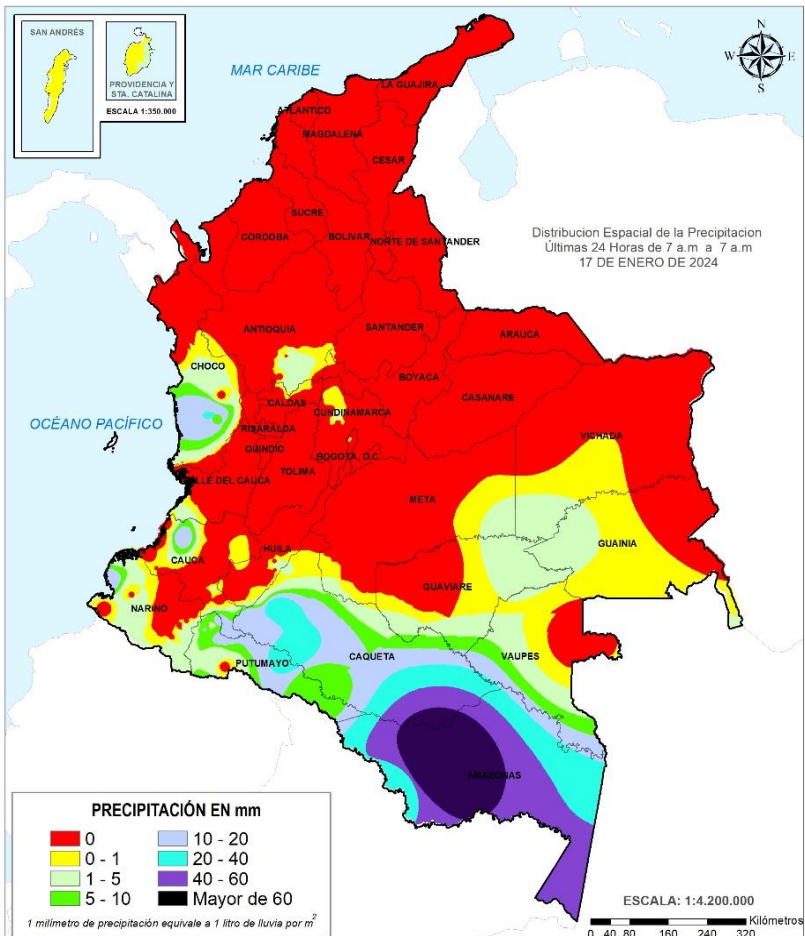 SAN ANDRÉS
PROVIDENCIA Y
STA. CATALINA
ESCALA 1:350.000
N
W E
S
MAR CARIBE
LA GUAJIRA
ATLANTICO
MAGDALENA
CESAR
SUCRE
CORDOBA
BOLIVAR
NORTE DE SANTANDER
Distribucion Espacial de la Precipitacion
Últimas 24 Horas de 7 a.m a 7 a.m
17 DE ENERO DE 2024
ANTIOQUIA
SANTANDER
ARAUCA
CHOCO
BOYACA
CASANARE
CALDAS
CUNDINAMARCA
OCÉANO PACÍFICO
RISARALDA
VICHADA
QUINDIO
BOGOTA, D.C.
TOLIMA
VALLE DEL CAUCA
META
GUAINIA
HUILA
CAUCA
GUAVIARE
NARIÑO
CAQUETA
VAUPES
PUTUMAYO
AMAZONAS
PRECIPITACIÓN EN mm
0
0 - 1
1 - 5
5 - 10
10 - 20
20 - 40
40 - 60
Mayor de 60
1 milímetro de precipitación equivale a 1 litro de lluvia por m²
ESCALA: 1:4.200.000
Kilómetros
0 40 80 160 240 320